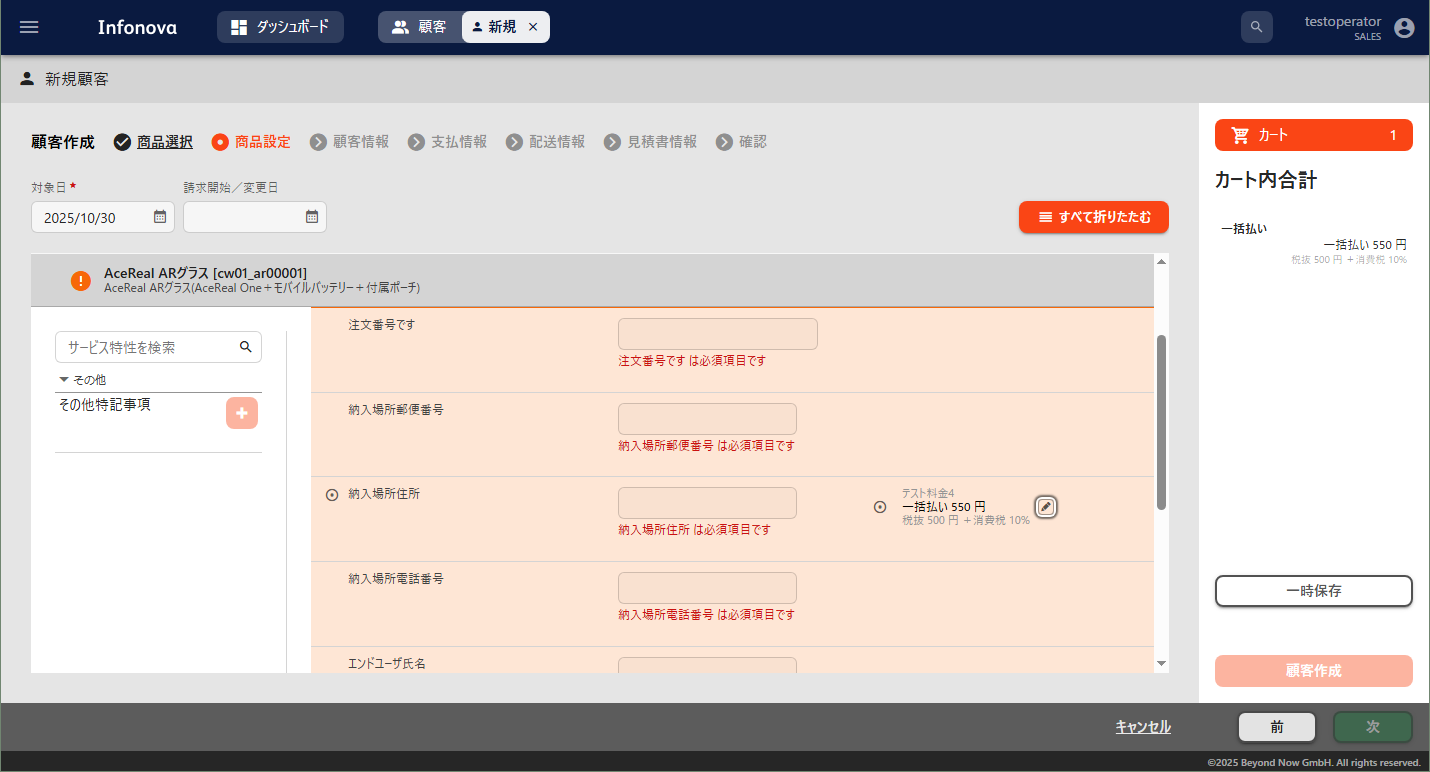 Infonova
ダッシュボード
顧客
新規
testoperator
SALES
新規顧客
顧客作成
商品選択
商品設定
顧客情報
支払情報
配送情報
見積書情報
確認
カート
1
カート内合計
対象日*
請求開始／変更日
2025/10/30
すべて折りたたむ
一括払い
一括払い 550 円
税抜 500 円 ＋消費税 10%
AceReal ARグラス [cw01_ar00001]
AceReal ARグラス(AceReal One＋モバイルバッテリー＋付属ポーチ)
サービス特性を検索
その他
その他特記事項
注文番号です
注文番号です は必須項目です
納入場所郵便番号
納入場所郵便番号 は必須項目です
納入場所住所
納入場所住所 は必須項目です
テスト料金4
一括払い 550 円
税抜 500 円 ＋消費税 10%
納入場所電話番号
納入場所電話番号 は必須項目です
エンドユーザ氏名
一時保存
顧客作成
キャンセル
前
次
©2025 Beyond Now GmbH. All rights reserved.